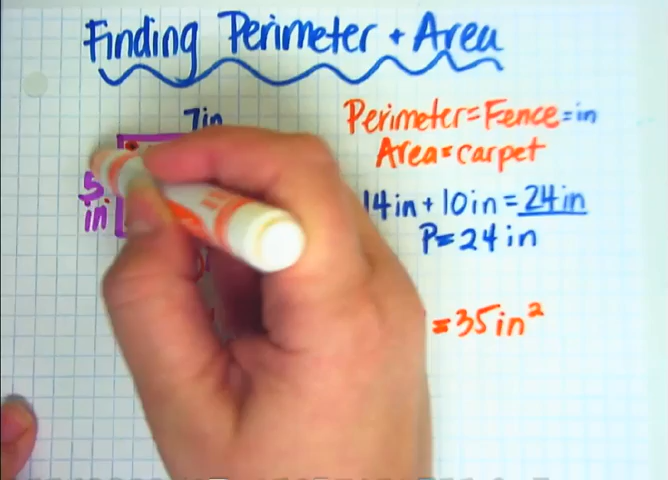 Finding Perimeter + Area
7in
Perimeter=Fence=in
Area=carpet
5
in
14in+10in=24in
P=24in
=35in²